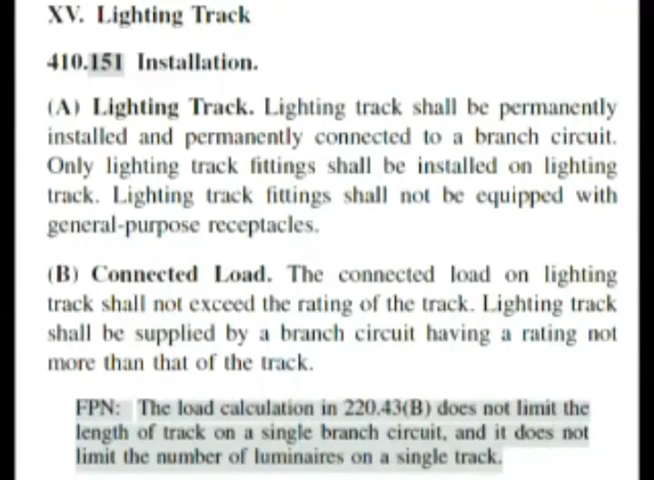 XV. Lighting Track
410.151 Installation.
(A) Lighting Track. Lighting track shall be permanently
installed and permanently connected to a branch circuit.
Only lighting track fittings shall be installed on lighting
track. Lighting track fittings shall not be equipped with
general-purpose receptacles.
(B) Connected Load. The connected load on lighting
track shall not exceed the rating of the track. Lighting track
shall be supplied by a branch circuit having a rating not
more than that of the track.
FPN: The load calculation in 220.43(B) does not limit the
length of track on a single branch circuit, and it does not
limit the number of luminaires on a single track.